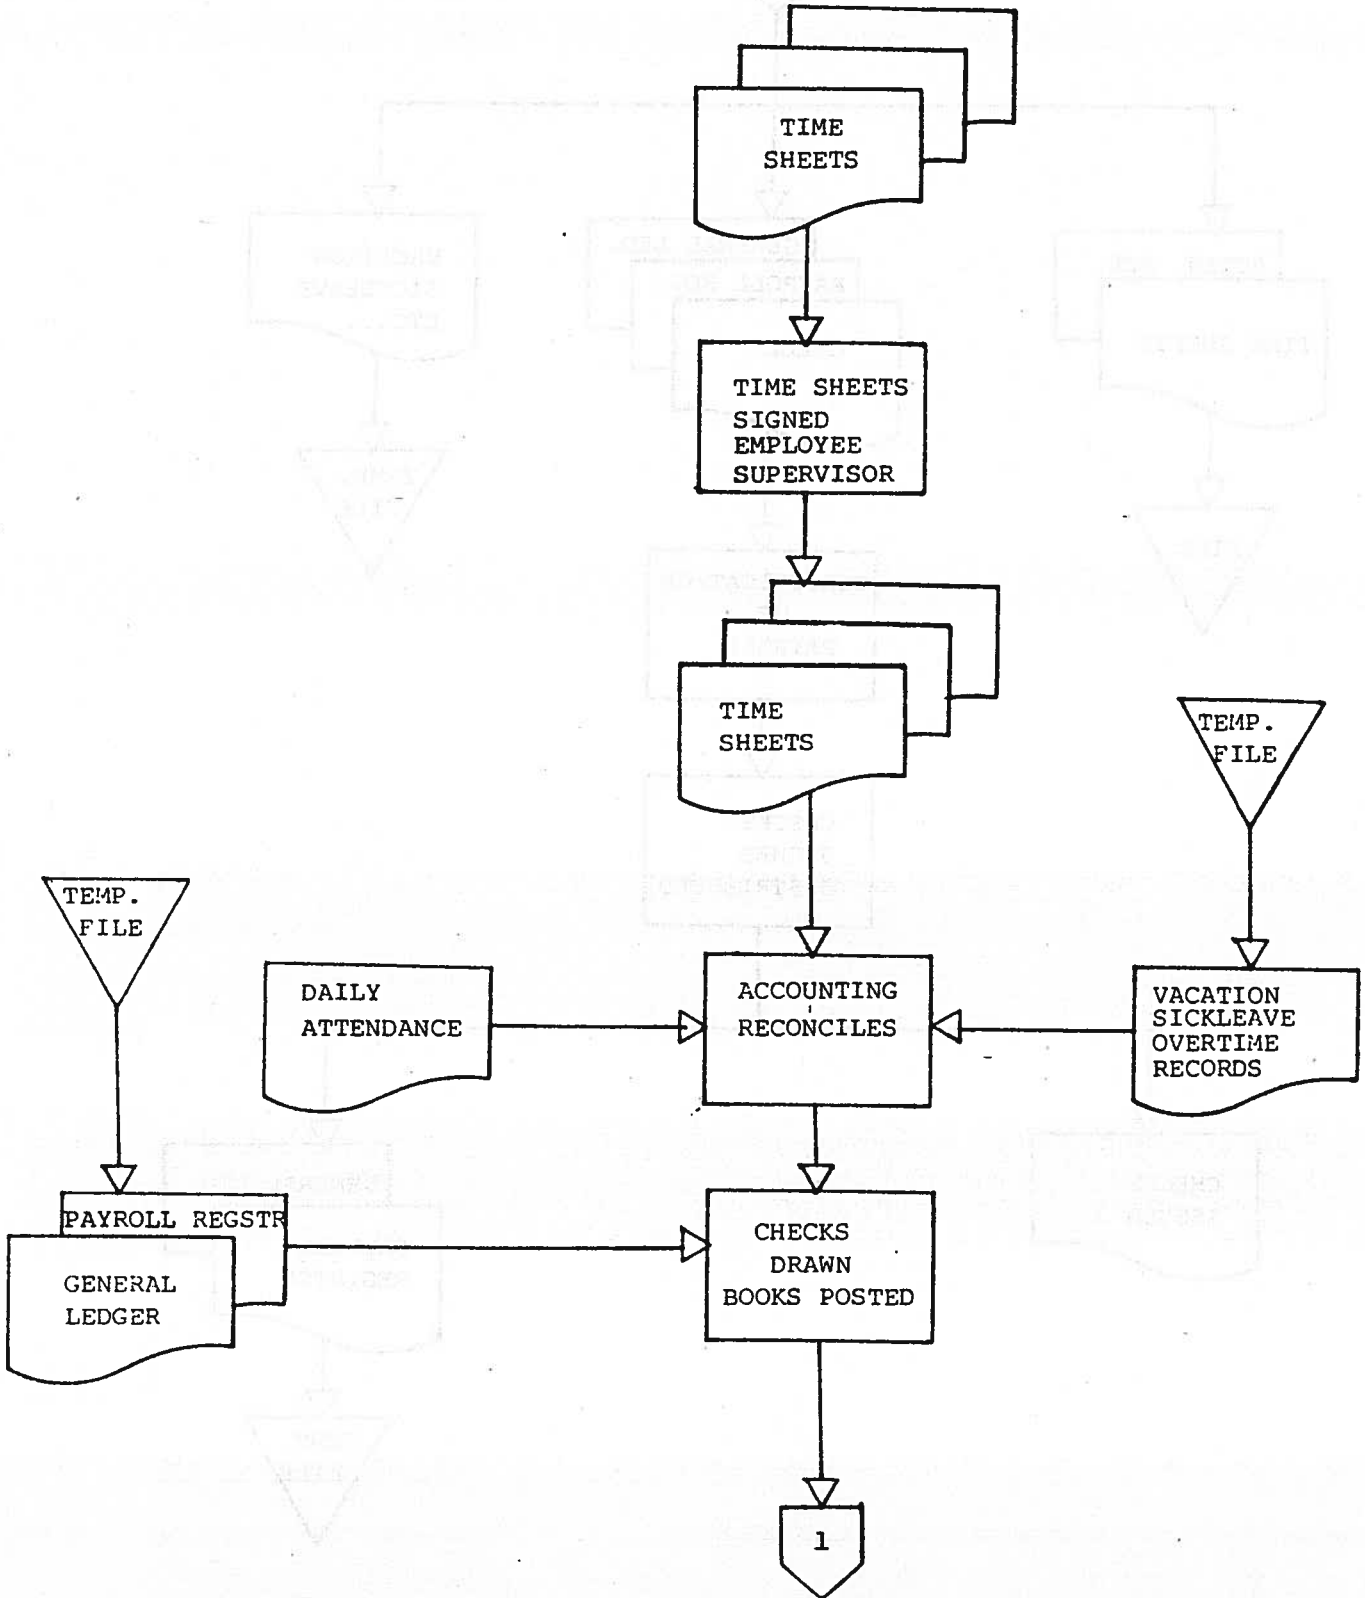 TIME
SHEETS
TIME SHEETS
SIGNED
EMPLOYEE
SUPERVISOR
TIME
SHEETS
TEMP.
FILE
TEMP.
FILE
DAILY
ATTENDANCE
ACCOUNTING
RECONCILES
VACATION
SICKLEAVE
OVERTIME
RECORDS
PAYROLL REGSTR
GENERAL
LEDGER
CHECKS
DRAWN
BOOKS POSTED
1